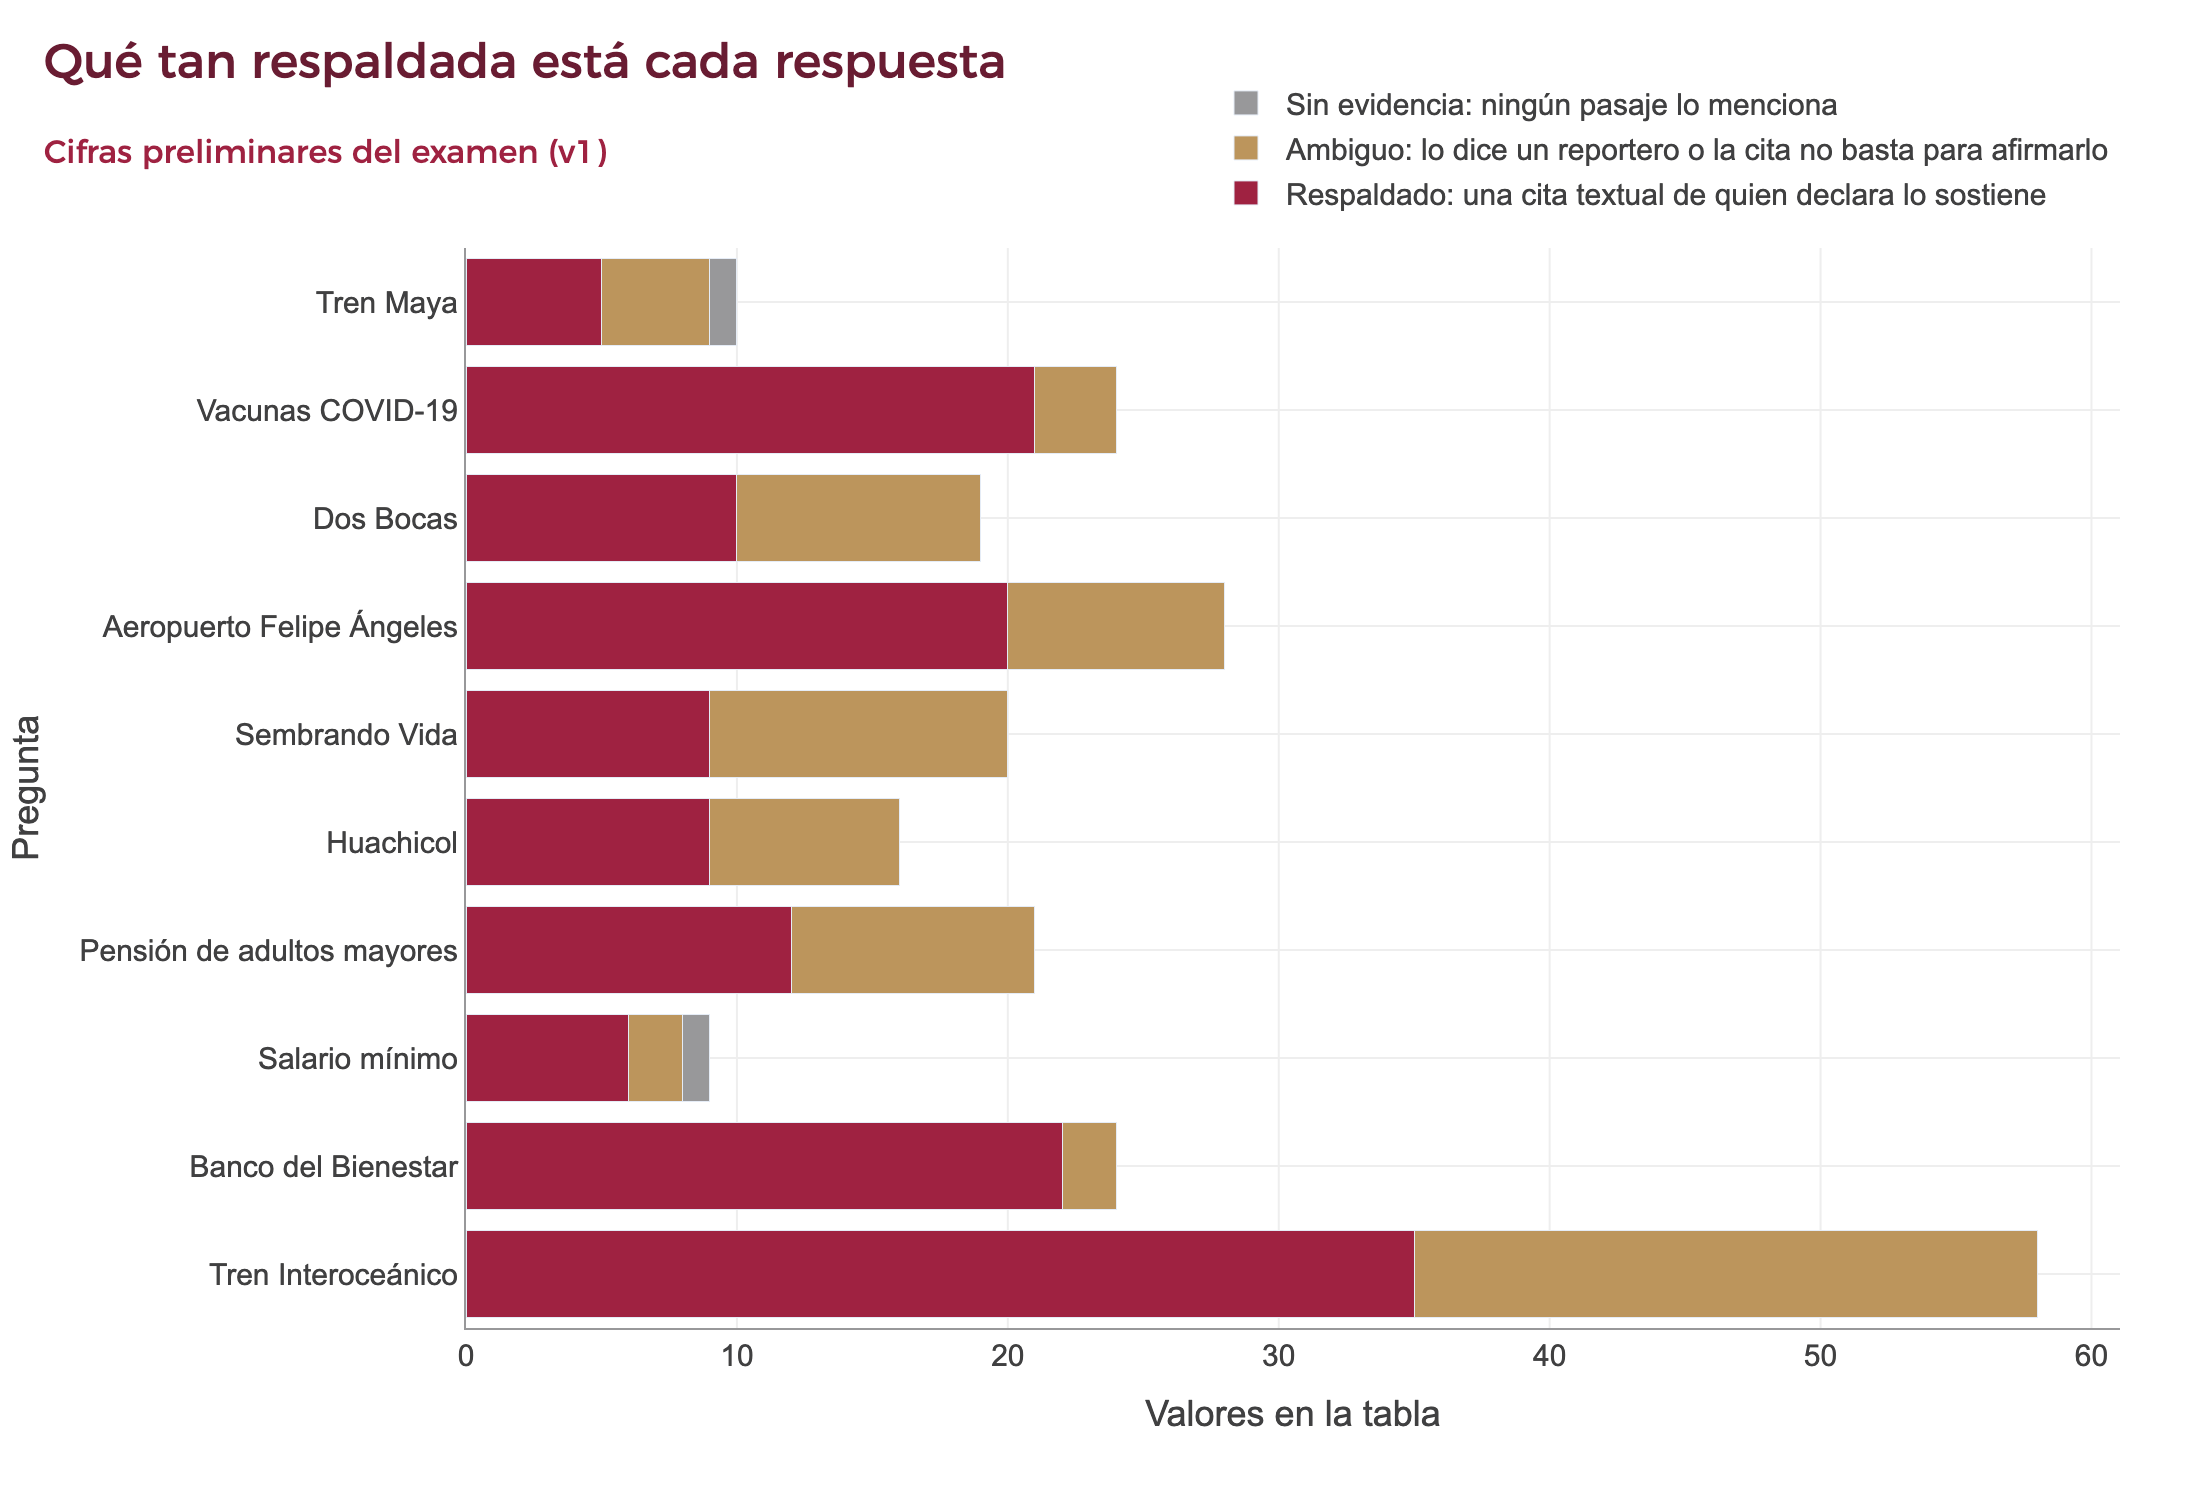 Qué tan respaldada está cada respuesta
Cifras preliminares del examen (v1)
Sin evidencia: ningún pasaje lo menciona
Ambiguo: lo dice un reportero o la cita no basta para afirmarlo
Respaldado: una cita textual de quien declara lo sostiene
Pregunta
Tren Maya
Vacunas COVID-19
Dos Bocas
Aeropuerto Felipe Ángeles
Sembrando Vida
Huachicol
Pensión de adultos mayores
Salario mínimo
Banco del Bienestar
Tren Interoceánico
0 10 20 30 40 50 60
Valores en la tabla